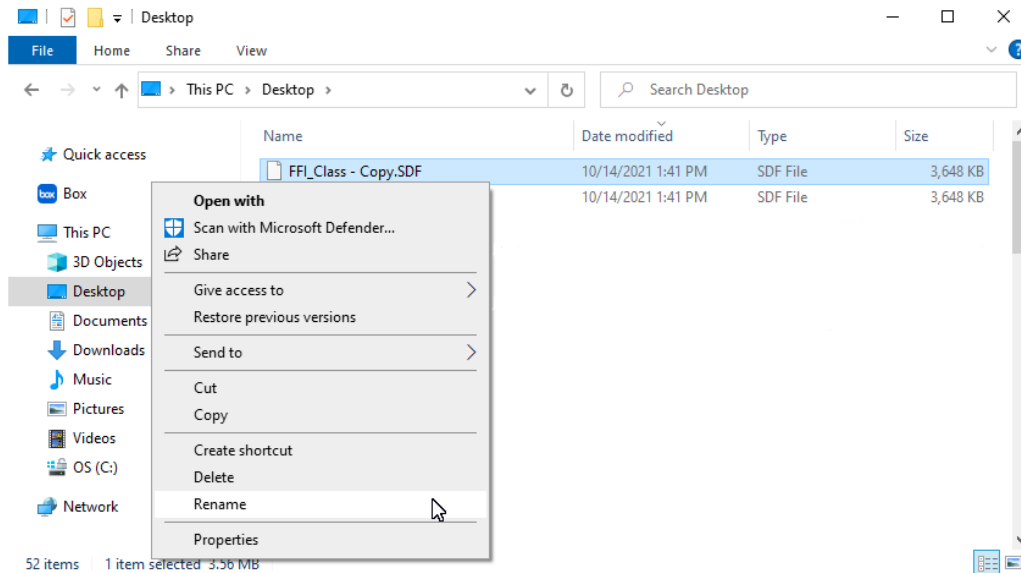 Desktop
File Home Share View
This PC > Desktop >
Search Desktop
Name Date modified Type Size
Quick access
FFI_Class - Copy.SDF 10/14/2021 1:41 PM SDF File 3,648 KB
10/14/2021 1:41 PM SDF File 3,648 KB
box Box
This PC
3D Objects
Desktop
Documents
Downloads
Music
Pictures
Videos
OS (C:)
Network
Open with
Scan with Microsoft Defender...
Share
Give access to
Restore previous versions
Send to
Cut
Copy
Create shortcut
Delete
Rename
Properties
52 items 1 item selected 3.56 MB